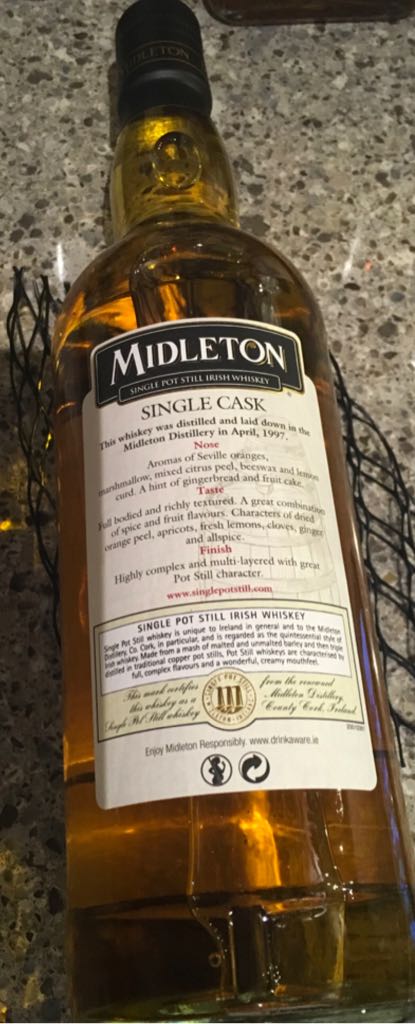 MIDLETON
MIDLETON
SINGLE POT STILL IRISH WHISKEY
SINGLE CASK
This whiskey was distilled and laid down in the
Midleton Distillery in April, 1997.
Nose
Aromas of Seville oranges,
marshmallow, mixed citrus peel, beeswax and lemon
curd. A hint of gingerbread and fruit cake.
Taste
Full bodied and richly textured. A great combination
of spice and fruit flavours. Characters of dried
orange peel, apricots, fresh lemons, cloves, ginger
and allspice.
Finish
Highly complex and multi-layered with great
Pot Still character.
www.singlepotstill.com
SINGLE POT STILL IRISH WHISKEY
Single Pot Still whiskey is unique to Ireland in general and to the Midleton
Distillery, Co. Cork, in particular, and is regarded as the quintessential style of
Irish whiskey. Made from a mash of malted and unmalted barley and then triple
distilled in traditional copper pot stills, Pot Still whiskeys are characterised by
full, complex flavours and a wonderful, creamy mouthfeel.
This mark certifies
this whiskey as a
Single Pot Still whiskey
from the renowned
Midleton Distillery,
County Cork, Ireland.
Enjoy Midleton Responsibly. www.drinkaware.ie